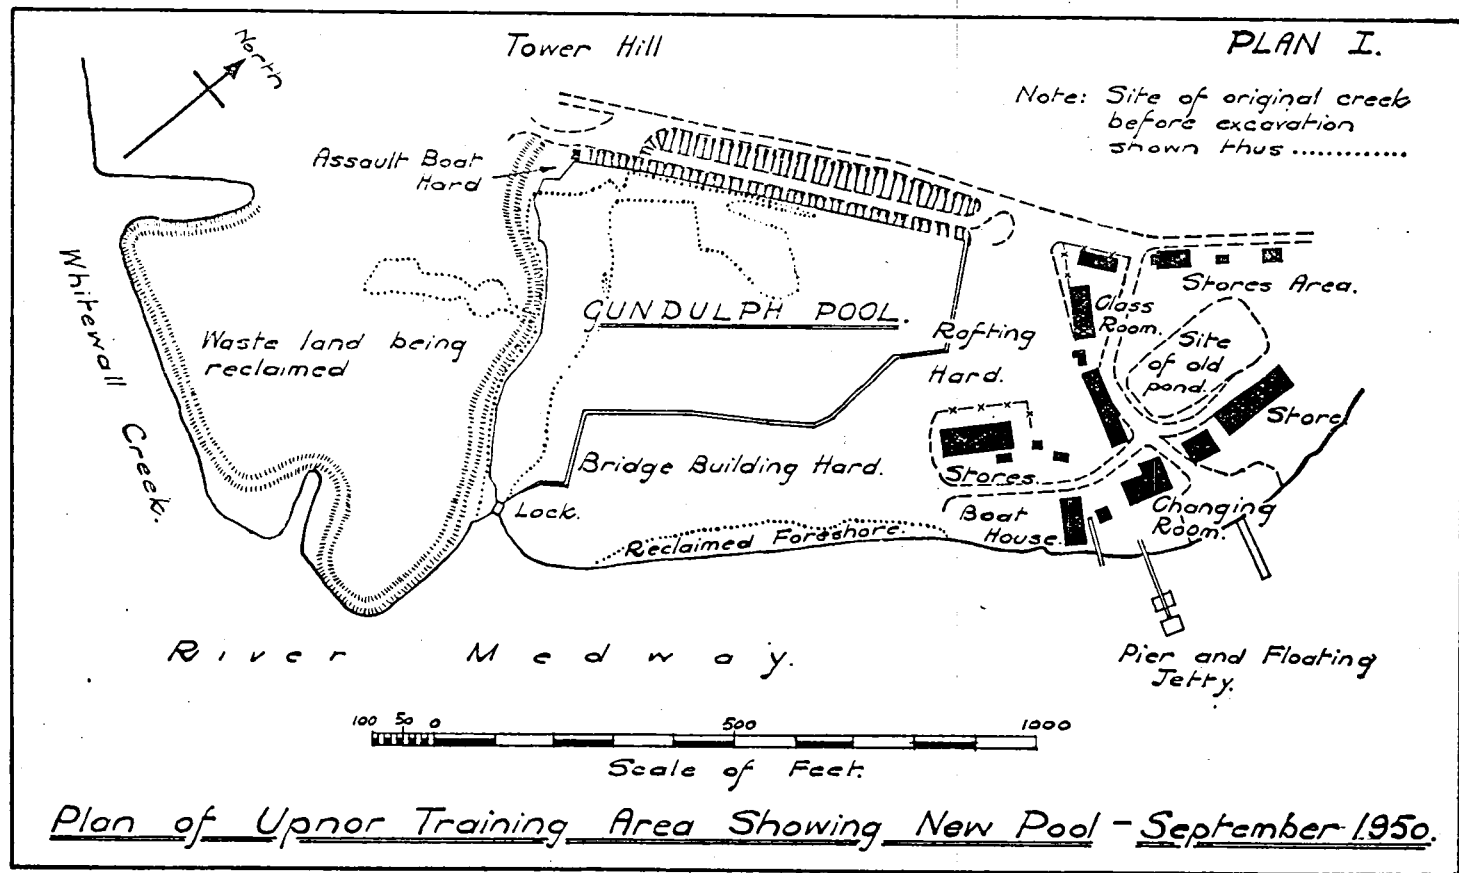 PLAN I.
Note: Site of original creek
before excavation
shown thus .............
North
Tower Hill
Assault Boat
Hard
Whitewall Creek.
Waste land being
reclaimed
GUNDULPH POOL.
Rafting
Hard.
Class
Room.
Stores Area.
Site
of old
pond.
Store.
Bridge Building Hard.
Stores.
Lock.
Boat
House.
Changing
Room.
Reclaimed Foreshore.
River Medway.
Pier and Floating
Jetty.
100 50 0 500 1000
Scale of Feet.
Plan of Upnor Training Area Showing New Pool - September 1950.